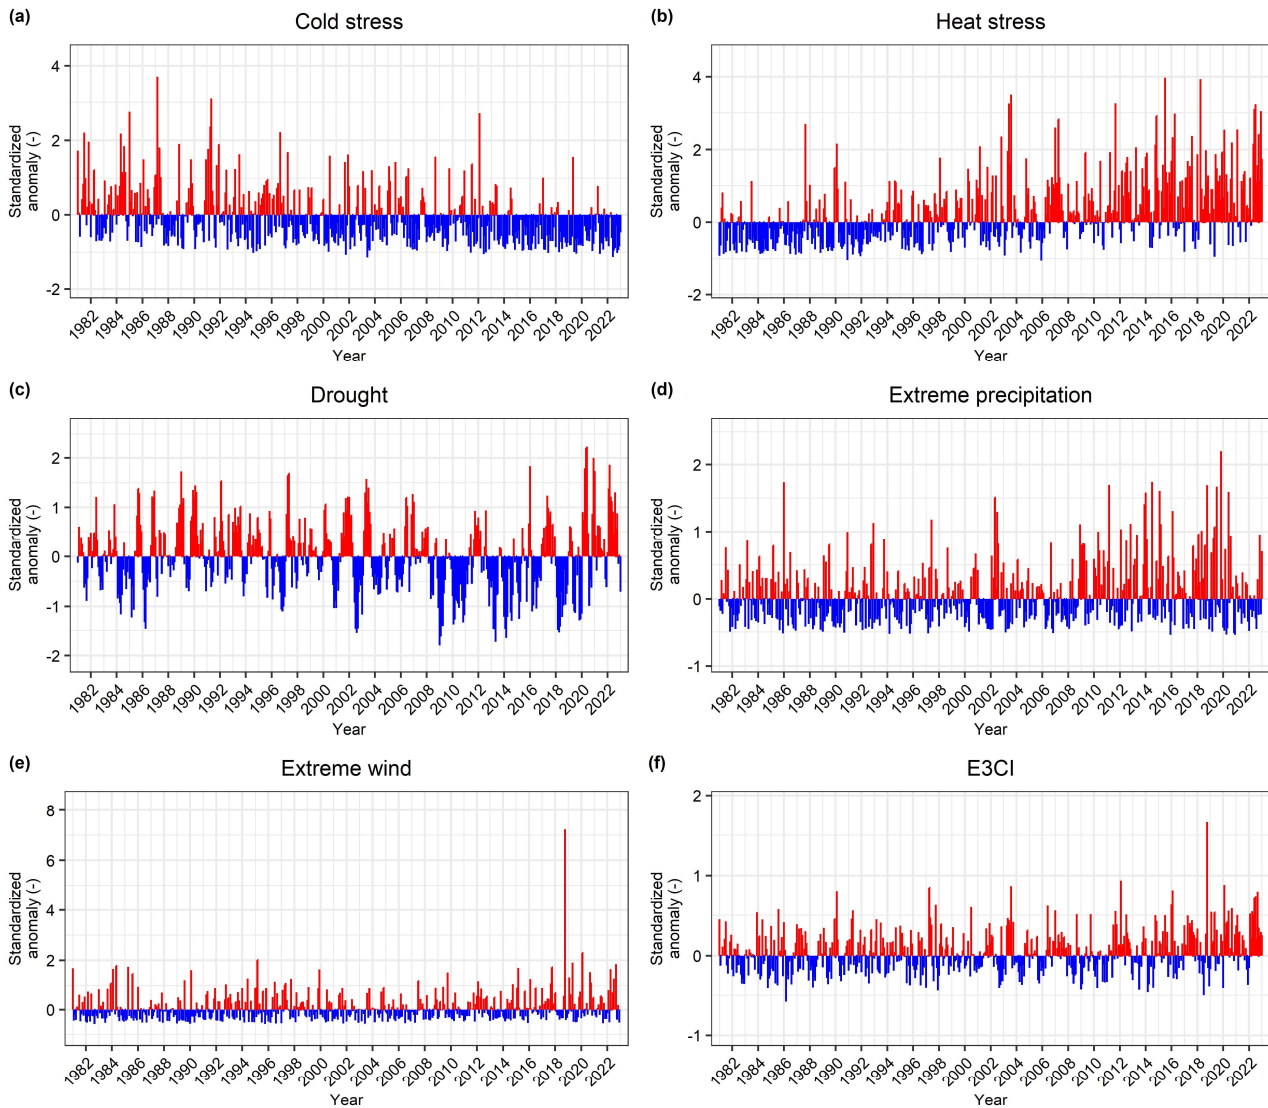 (a)
Cold stress
Standardized
anomaly (-)
4
2
0
-2
1982 1984 1986 1988 1990 1992 1994 1996 1998 2000 2002 2004 2006 2008 2010 2012 2014 2016 2018 2020 2022
Year
(b)
Heat stress
Standardized
anomaly (-)
4
2
0
-2
1982 1984 1986 1988 1990 1992 1994 1996 1998 2000 2002 2004 2006 2008 2010 2012 2014 2016 2018 2020 2022
Year
(c)
Drought
Standardized
anomaly (-)
2
1
0
-1
-2
1982 1984 1986 1988 1990 1992 1994 1996 1998 2000 2002 2004 2006 2008 2010 2012 2014 2016 2018 2020 2022
Year
(d)
Extreme precipitation
Standardized
anomaly (-)
2
1
0
-1
1982 1984 1986 1988 1990 1992 1994 1996 1998 2000 2002 2004 2006 2008 2010 2012 2014 2016 2018 2020 2022
Year
(e)
Extreme wind
Standardized
anomaly (-)
8
6
4
2
0
1982 1984 1986 1988 1990 1992 1994 1996 1998 2000 2002 2004 2006 2008 2010 2012 2014 2016 2018 2020 2022
Year
(f)
E3CI
Standardized
anomaly (-)
2
1
0
-1
1982 1984 1986 1988 1990 1992 1994 1996 1998 2000 2002 2004 2006 2008 2010 2012 2014 2016 2018 2020 2022
Year